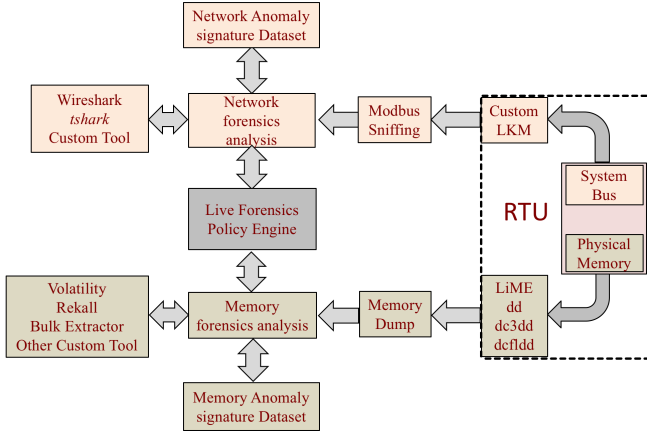 Network Anomaly
signature Dataset
Wireshark
tshark
Custom Tool
Network
forensics
analysis
Modbus
Sniffing
Custom
LKM
System
Bus
RTU
Live Forensics
Policy Engine
Physical
Memory
Volatility
Rekall
Bulk Extractor
Other Custom Tool
Memory
forensics analysis
Memory
Dump
LiME
dd
dc3dd
dcfldd
Memory Anomaly
signature Dataset